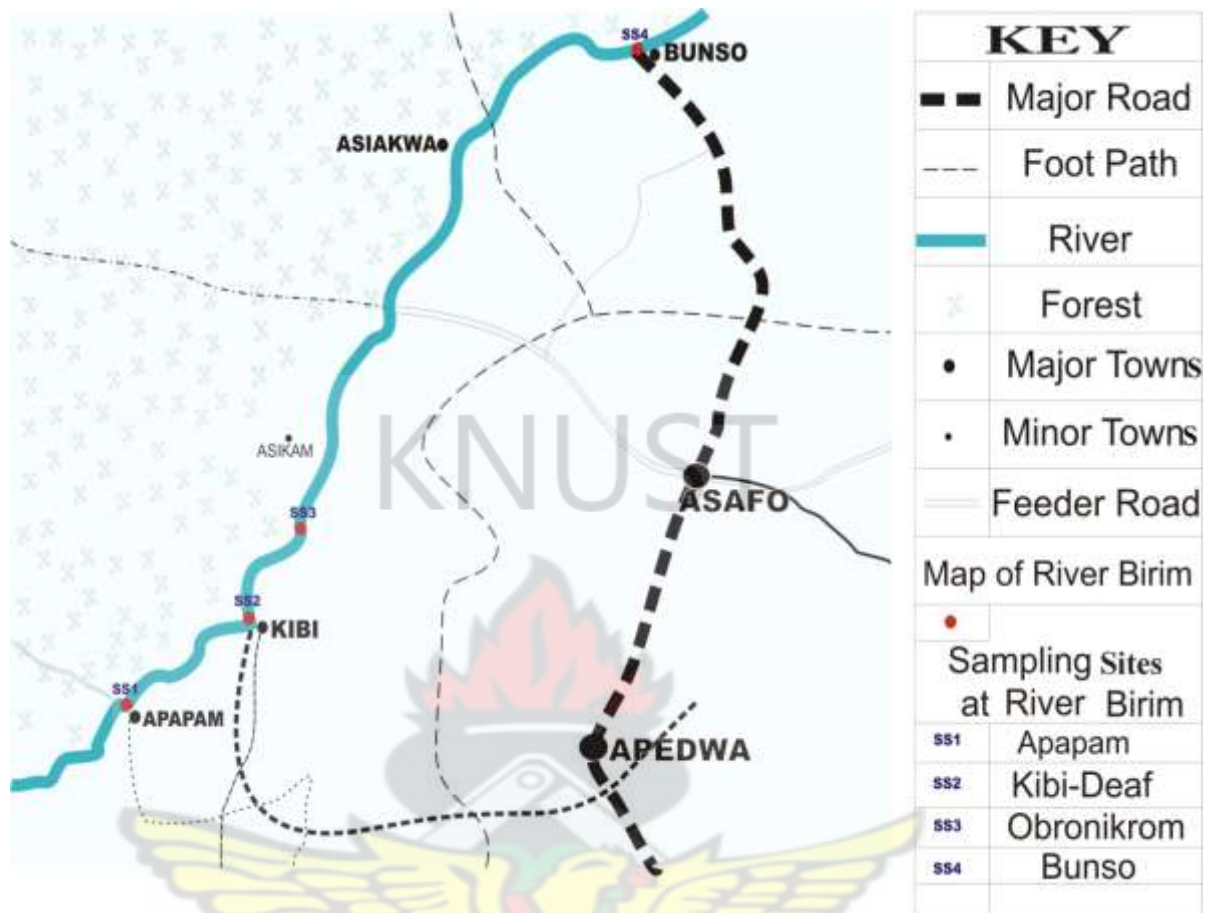 SS4
BUNSO
ASIAKWA
ASIKAM
KNUST
ASAFO
SS3
SS2
KIBI
SS1
APAPAM
APEDWA
KEY
Major Road
Foot Path
River
Forest
Major Towns
Minor Towns
Feeder Road
Map of River Birim
Sampling Sites
at River Birim
SS1 Apapam
SS2 Kibi-Deaf
SS3 Obronikrom
SS4 Bunso